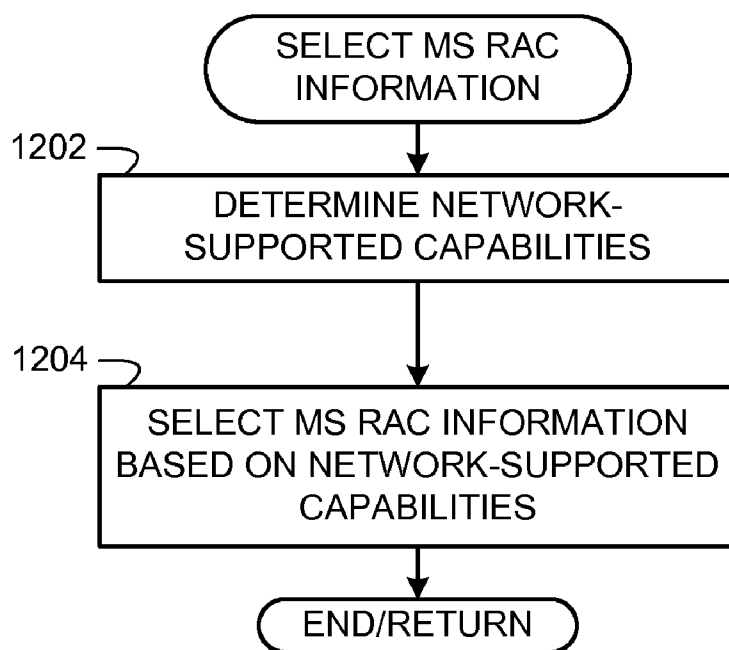 SELECT MS RAC
INFORMATION
1202
DETERMINE NETWORK-
SUPPORTED CAPABILITIES
1204
SELECT MS RAC INFORMATION
BASED ON NETWORK-SUPPORTED
CAPABILITIES
END/RETURN